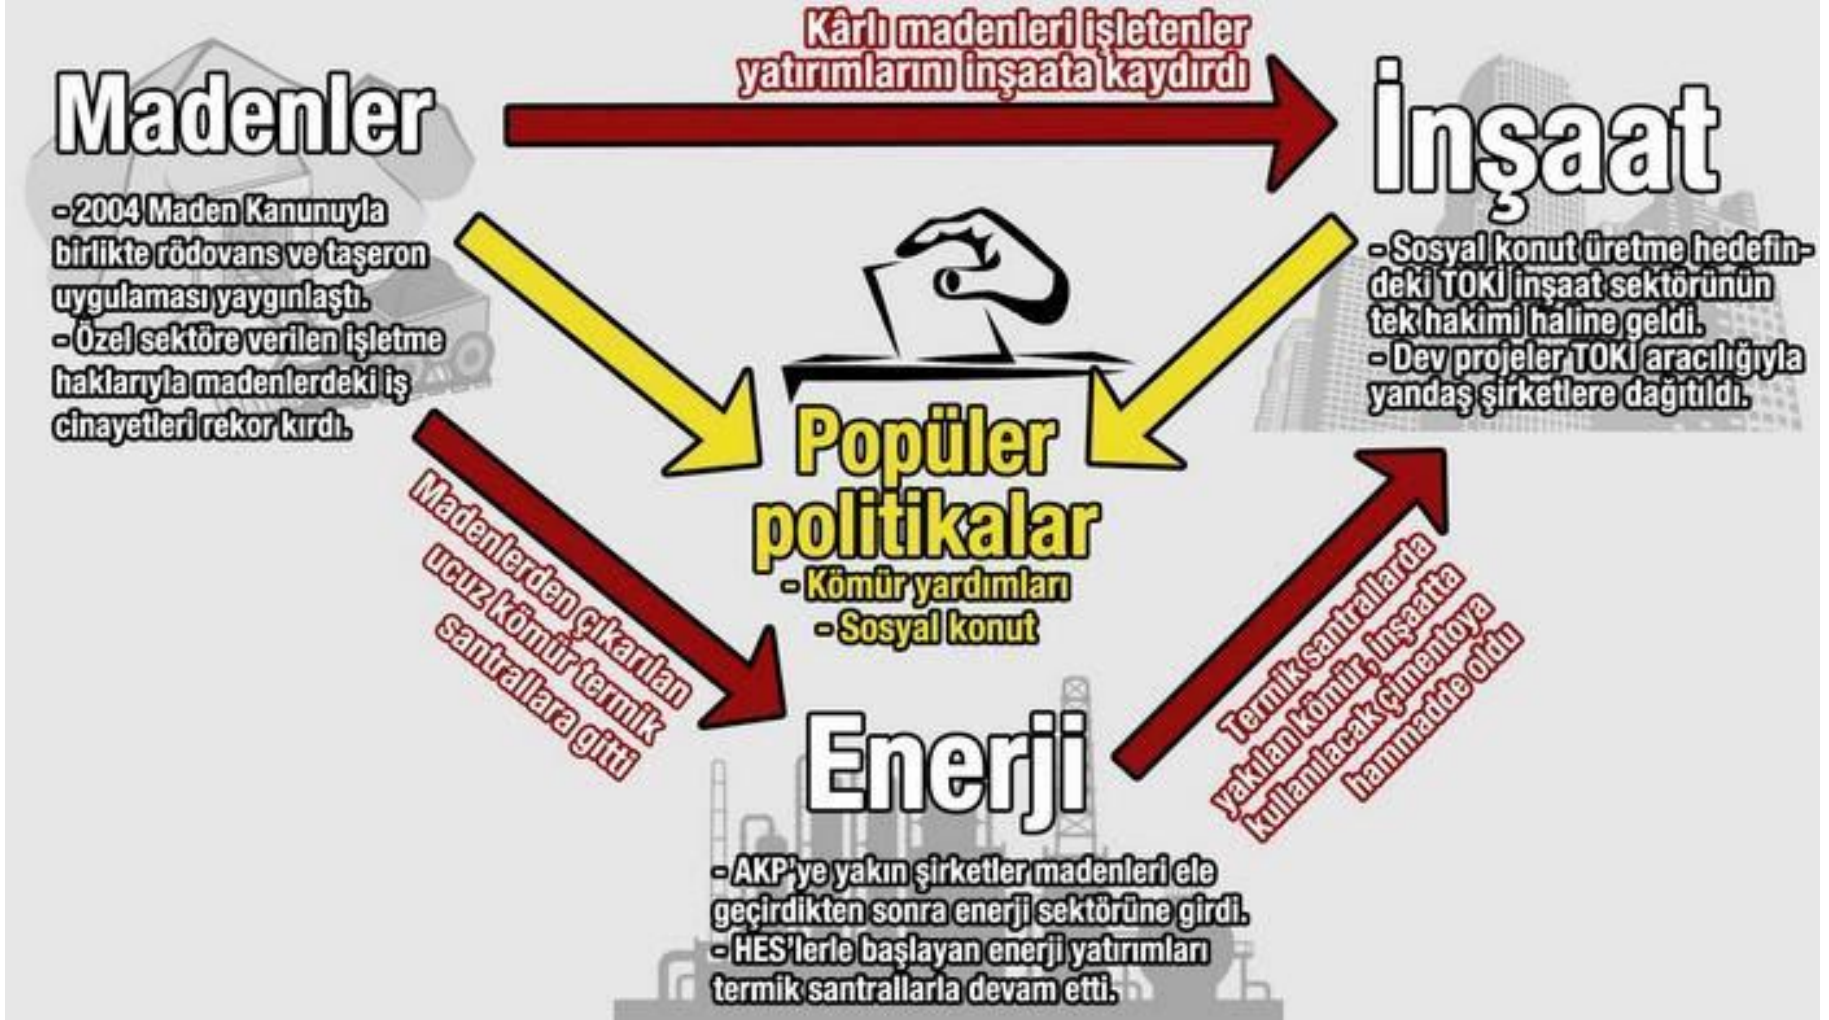 Kârlı madenleri işletenler
yatırımlarını inşaata kaydırdı
Madenler
- 2004 Maden Kanunuyla
birlikte rödovans ve taşeron
uygulaması yaygınlaştı.
- Özel sektöre verilen işletme
haklarıyla madenlerdeki iş
cinayetleri rekor kırdı.
İnşaat
- Sosyal konut üretme hedefin-
deki TOKİ inşaat sektörünün
tek hakimi haline geldi.
- Dev projeler TOKİ aracılığıyla
yandaş şirketlere dağıtıldı.
Popüler
politikalar
- Kömür yardımları
- Sosyal konut
Madenlerden çıkarılan
ucuz kömür termik
santrallara gitti
Termik santrallarda
yakılan kömür, inşaatta
kullanılacak çimentoya
hammadde oldu
Enerji
- AKP'ye yakın şirketler madenleri ele
geçirdikten sonra enerji sektörüne girdi.
- HES'lerle başlayan enerji yatırımları
termik santrallarla devam etti.